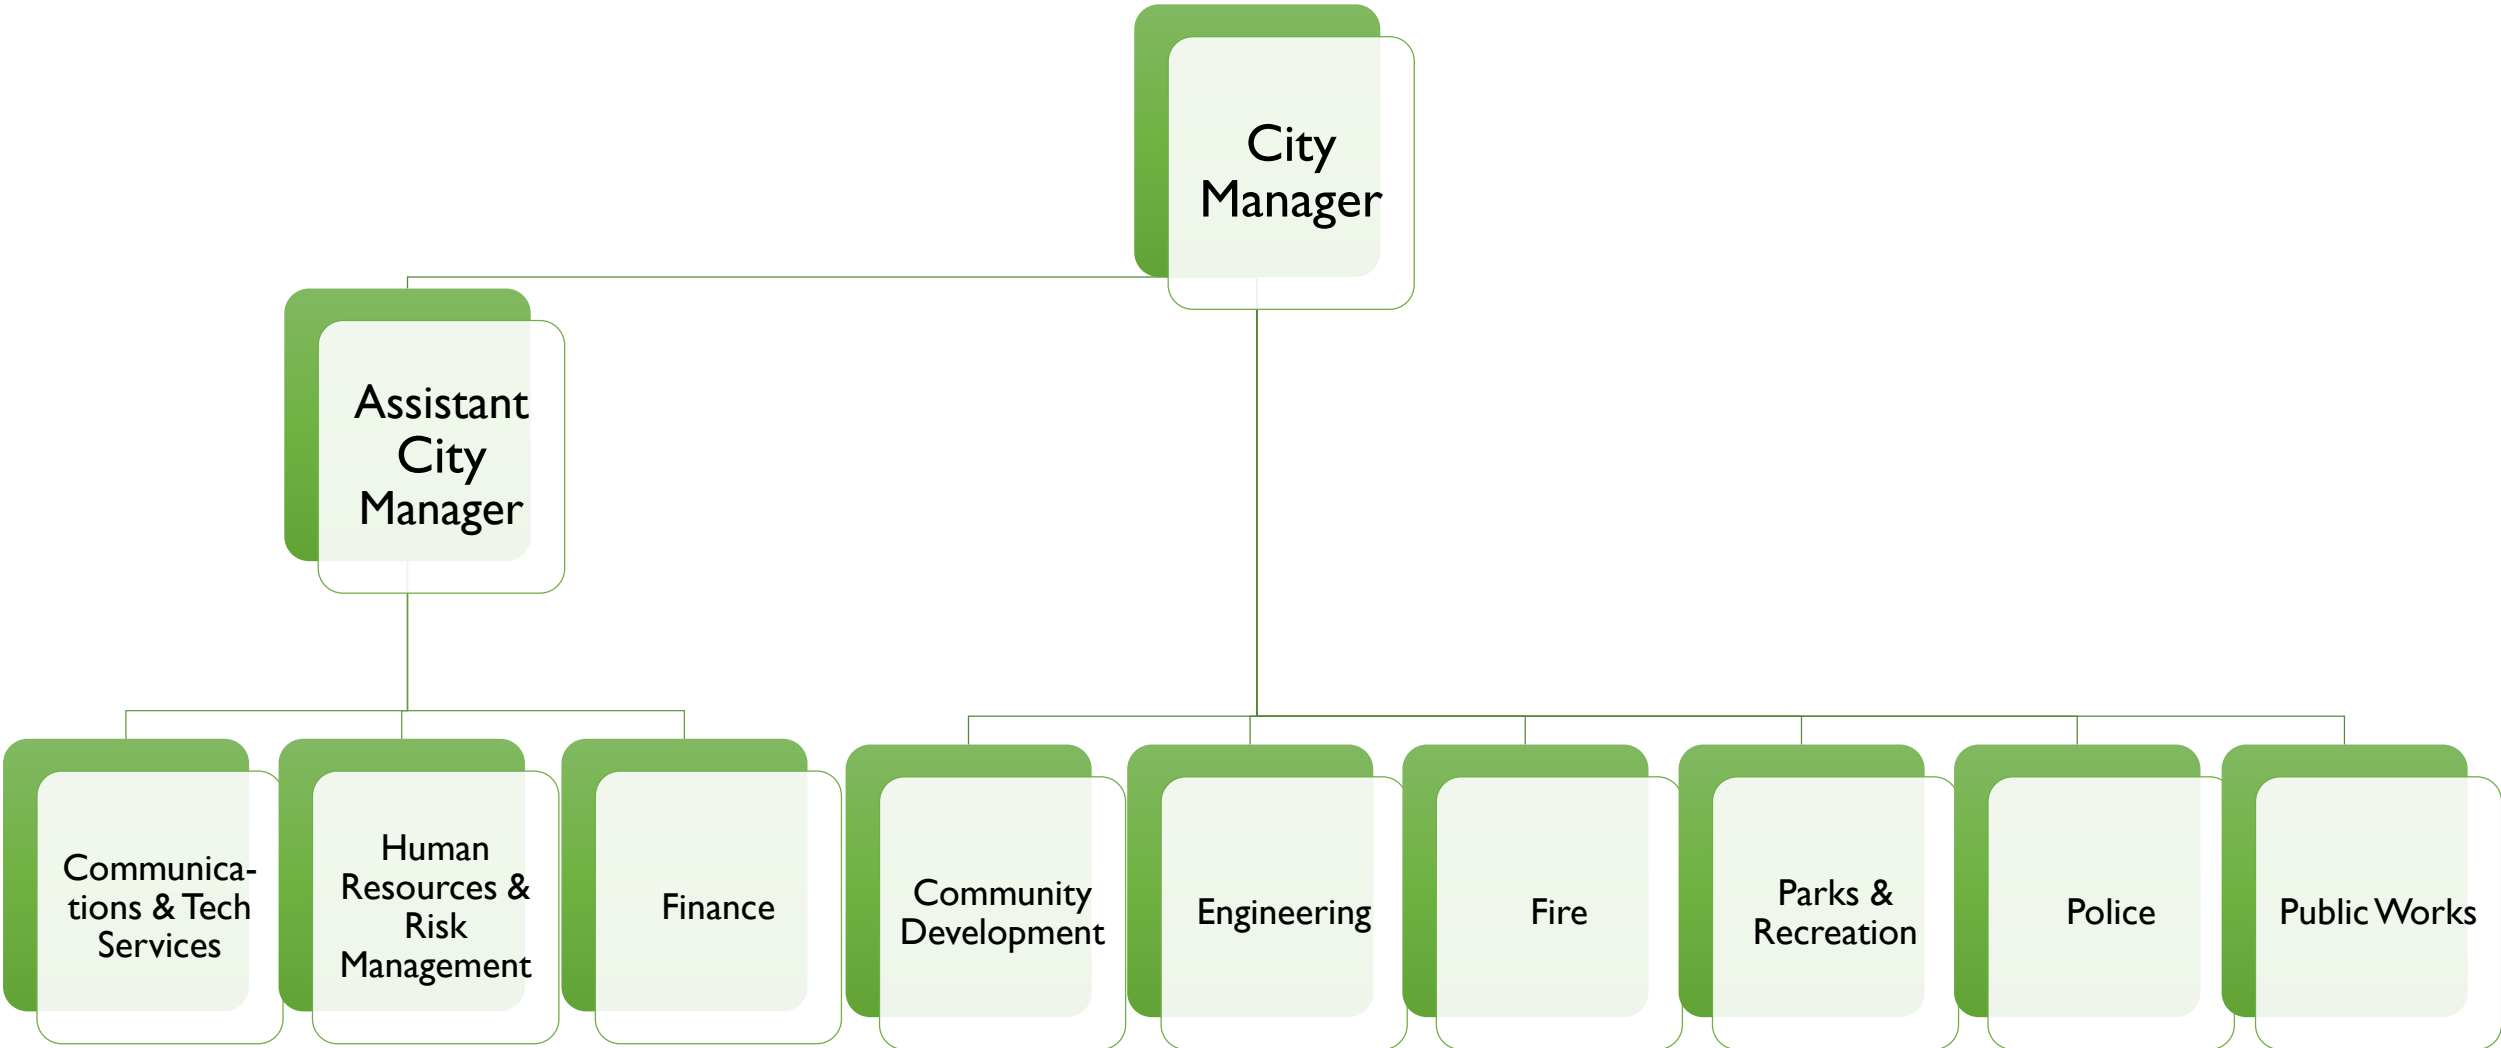 City
Manager
Assistant
City
Manager
Communica-
tions & Tech
Services
Human
Resources &
Risk
Management
Finance
Community
Development
Engineering
Fire
Parks &
Recreation
Police
Public Works